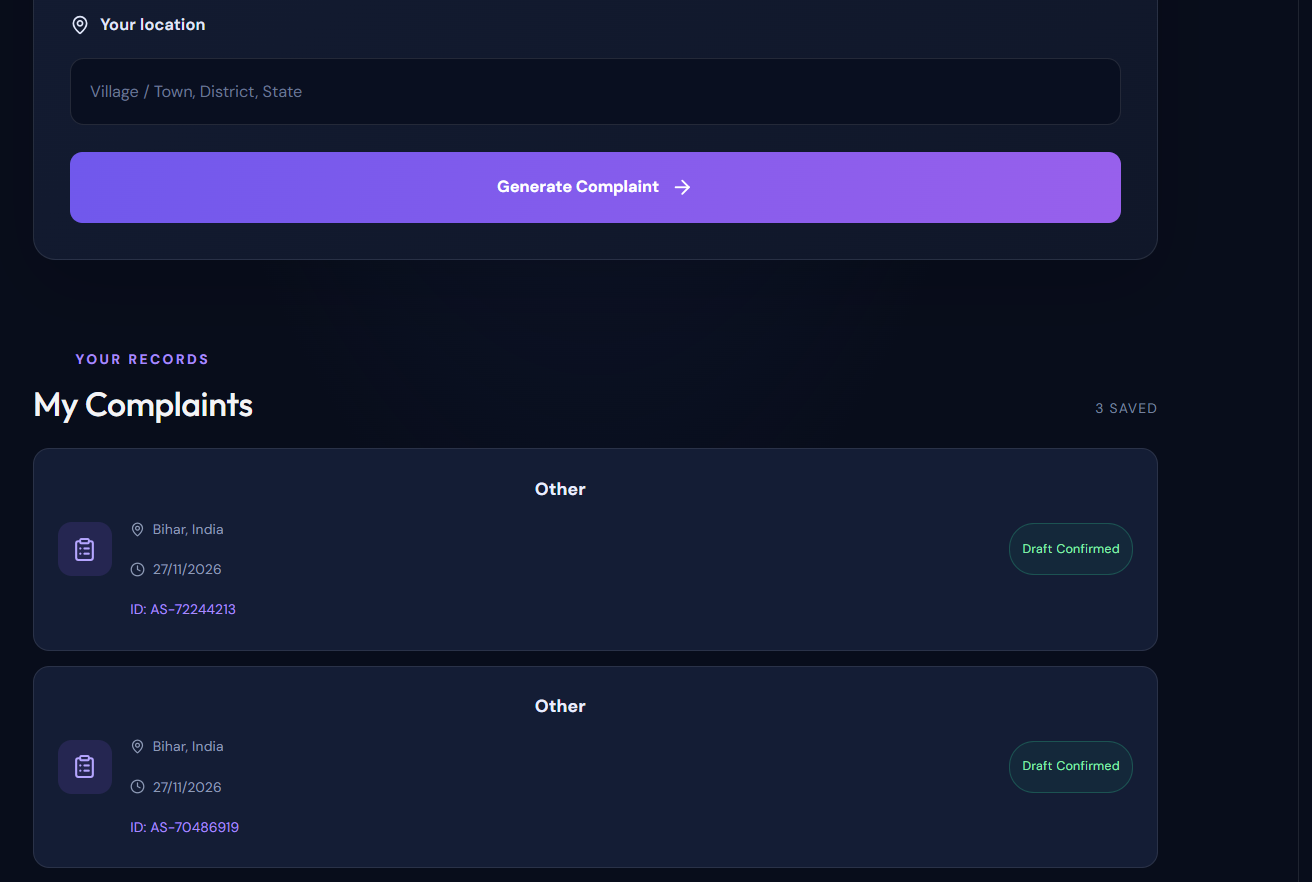 Your location
Village / Town, District, State
Generate Complaint →
YOUR RECORDS
My Complaints
3 SAVED
Other
Bihar, India
27/11/2026
ID: AS-72244213
Draft Confirmed
Other
Bihar, India
27/11/2026
ID: AS-70486919
Draft Confirmed